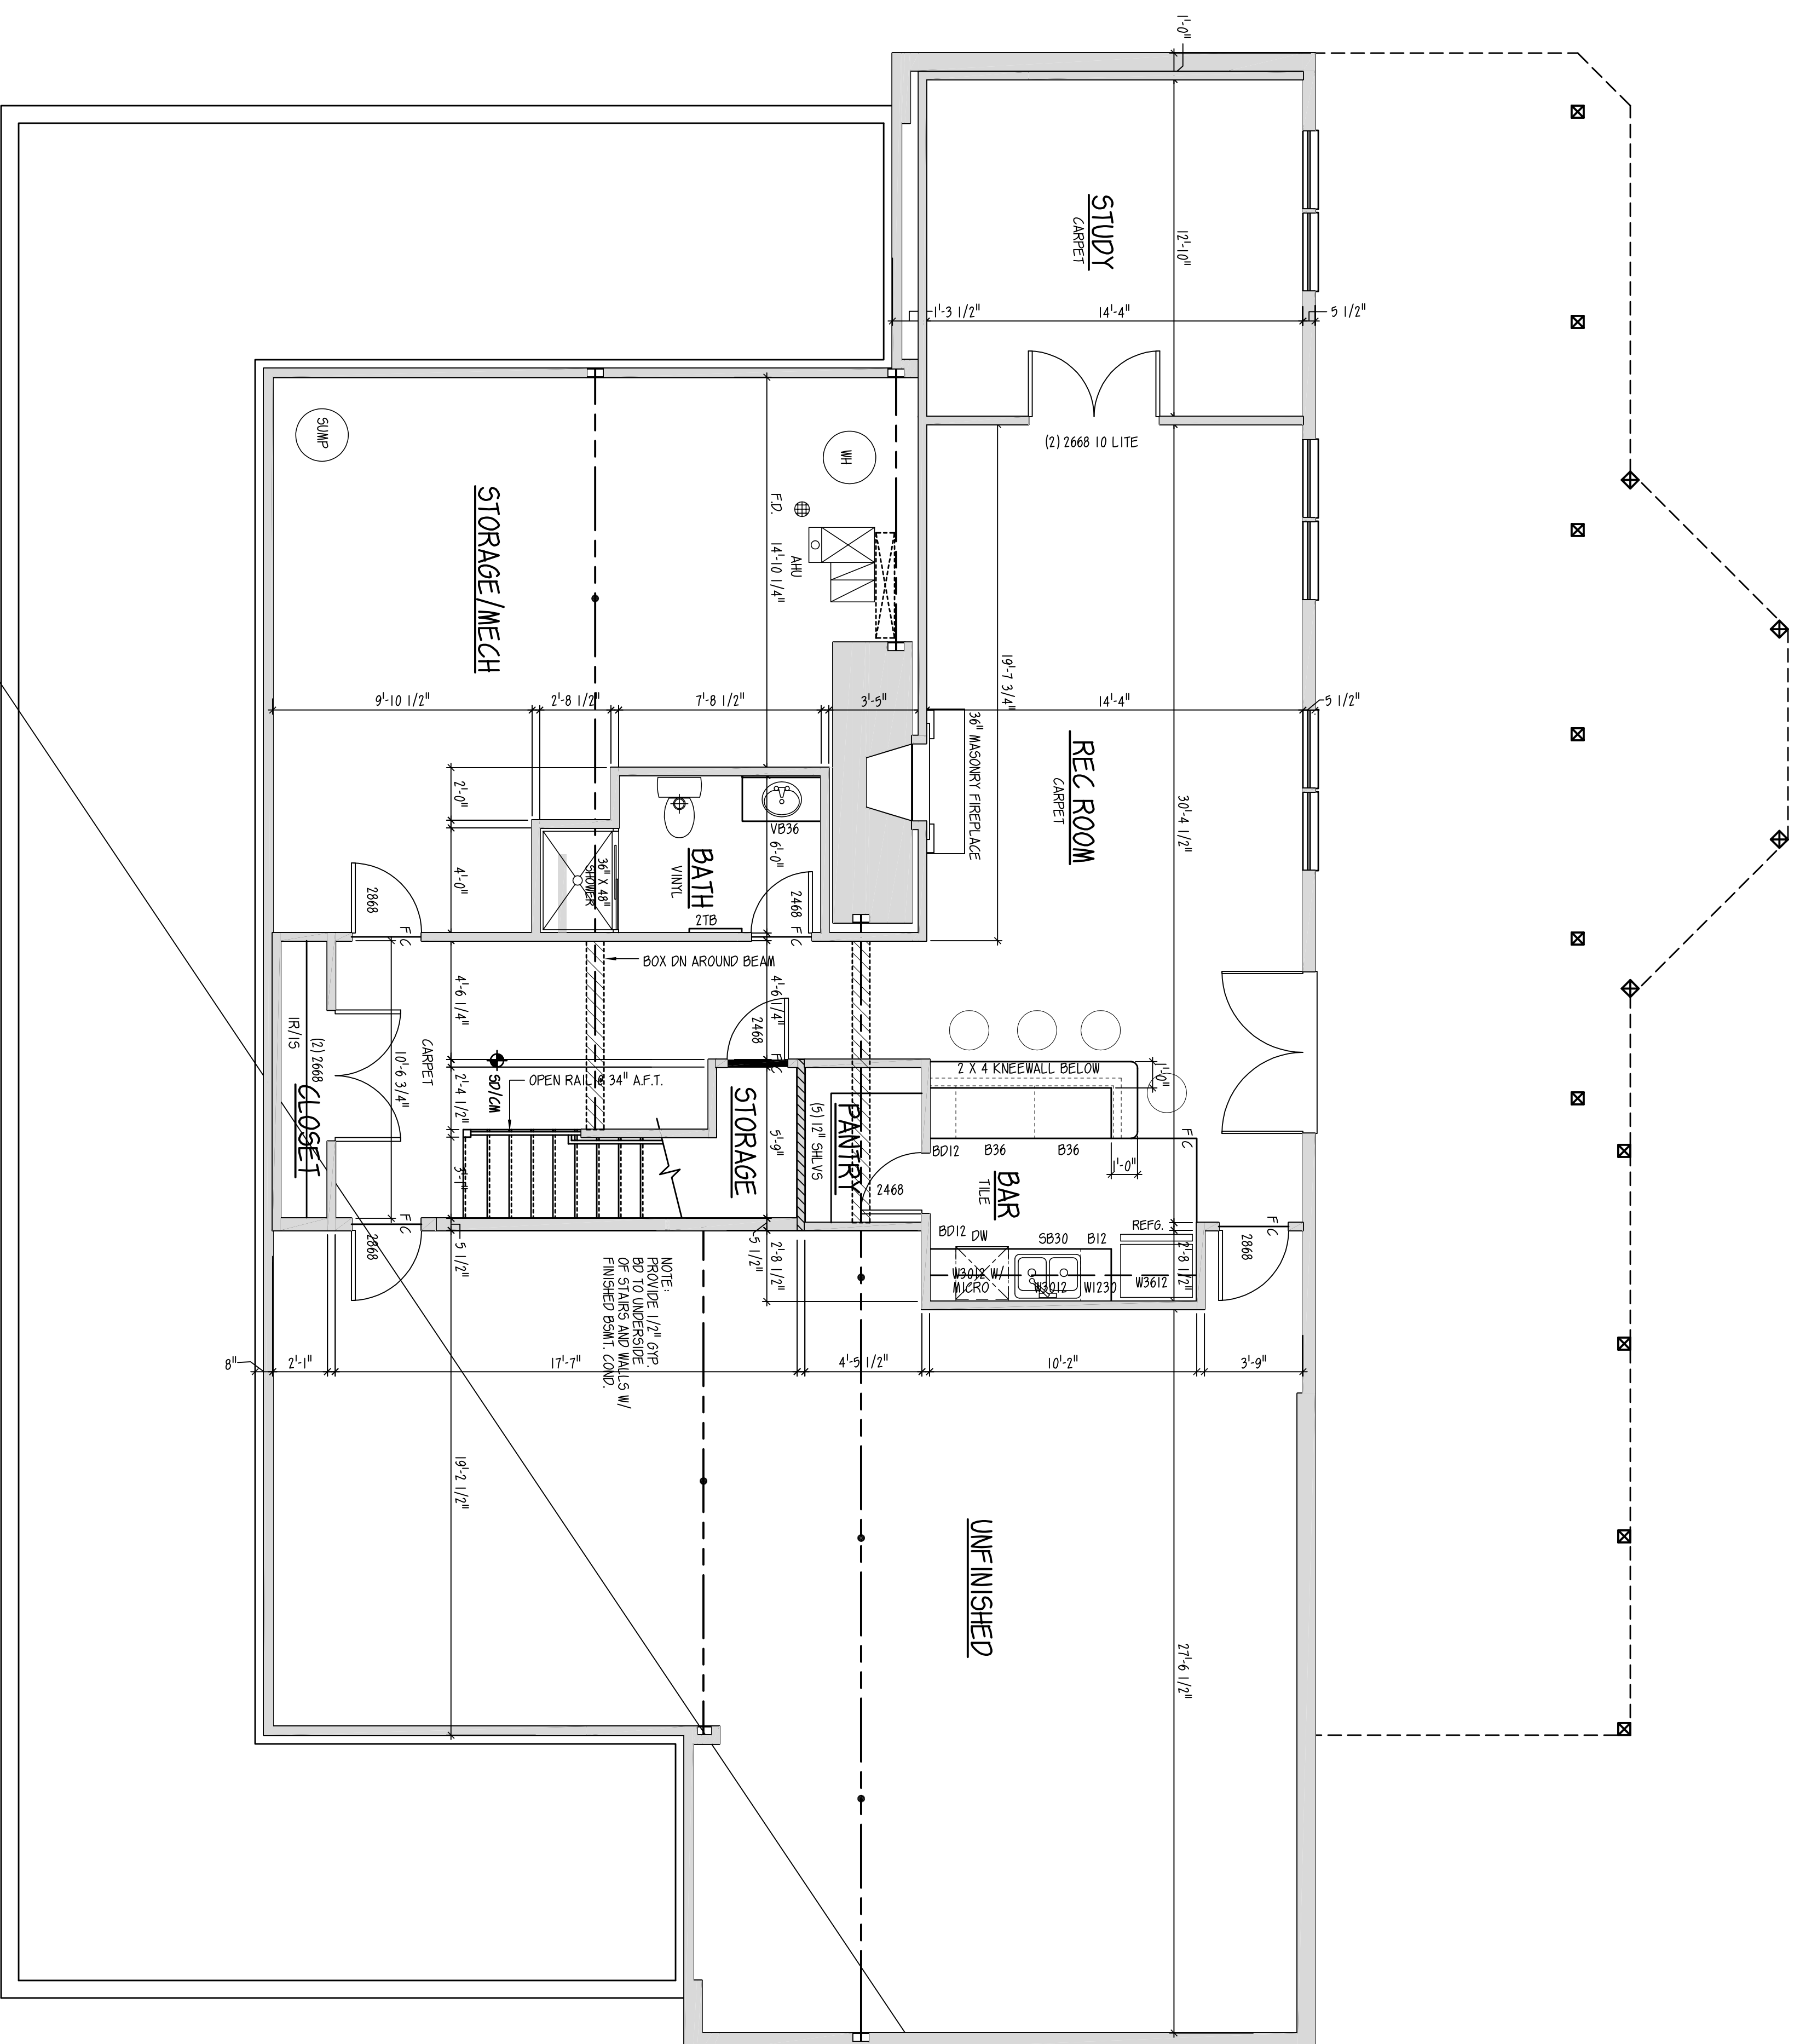 1'-0"
STUDY
CARPET
12'-10"
1'-3 1/2"
14'-4"
5 1/2"
(2) 2668 10 LITE
SUMP
WH
F.D.
AHU
14'-10 1/4"
STORAGE/MECH
9'-10 1/2"
2'-8 1/2"
7'-8 1/2"
3'-5"
19'-7 3/4"
14'-4"
5 1/2"
36" MASONRY FIREPLACE
REC ROOM
CARPET
30'-4 1/2"
2'-0"
4'-0"
VB36
6'-0"
BATH
VINYL
36" X 48"
SHOWER
2TB
2468
2868
F C
F C
BOX DN AROUND BEAM
4'-6 1/4"
4'-6 1/4"
2468
F C
1R/1S
(2) 2668
CLOSET
10'-6 3/4"
CARPET
SD/CM
2'-4 1/2"
OPEN RAIL @ 34" A.F.T.
3'-1"
STORAGE
5'-9"
PANTRY
(5) 12" SHLVS
2 X 4 KNEEWALL BELOW
1'-0"
BD12
B36
B36
1'-0"
F C
BAR
TILE
2468
BD12
DW
SB30
B12
REFG.
W3012 W/
MICRO
W3012
W1230
W3612
2'-8 1/2"
F C
2868
F C
2868
5 1/2"
5 1/2"
2'-8 1/2"
NOTE:
PROVIDE 1/2" GYP.
BD TO UNDERSIDE
OF STAIRS AND WALLS W/
FINISHED BSMT. COND.
8"
2'-1"
17'-7"
4'-5 1/2"
10'-2"
3'-9"
19'-2 1/2"
UNFINISHED
27'-6 1/2"